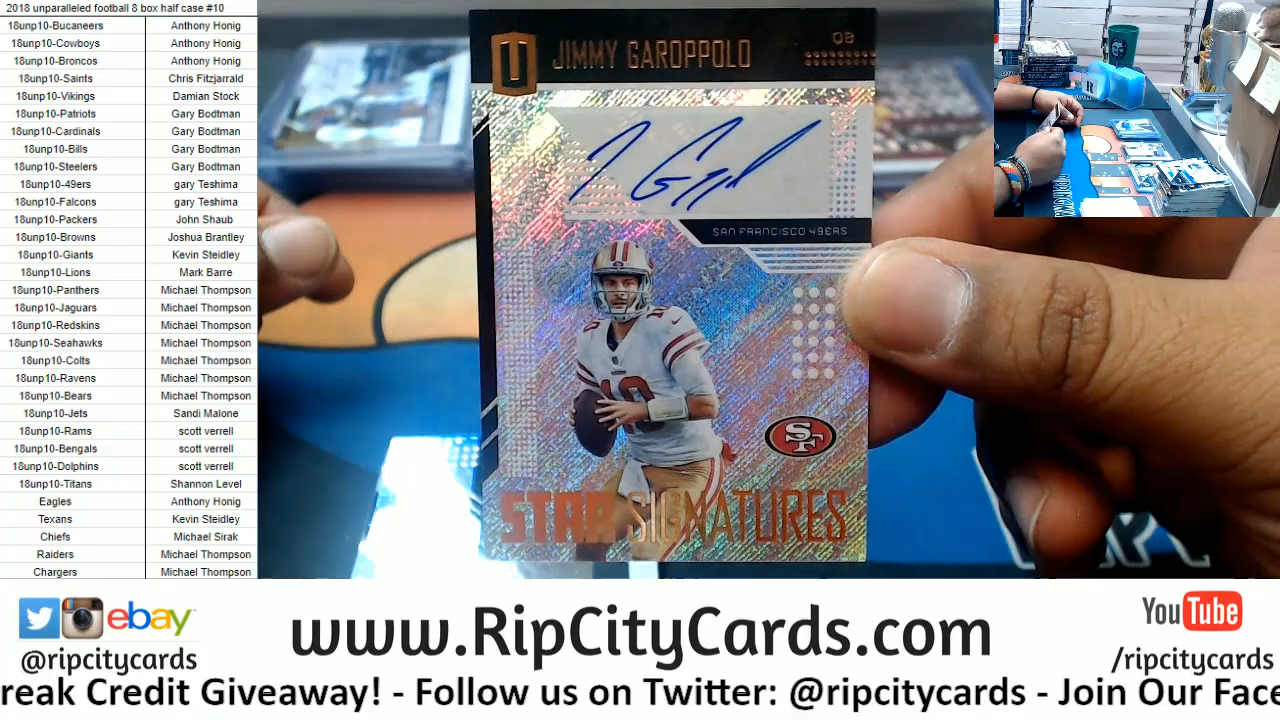 2018 unparalleled football 8 box half case #10
18unp10-Bucaneers Anthony Honig
18unp10-Cowboys Anthony Honig
18unp10-Broncos Anthony Honig
18unp10-Saints Chris Fitzjarrald
18unp10-Vikings Damian Stock
18unp10-Patriots Gary Bodtman
18unp10-Cardinals Gary Bodtman
18unp10-Bills Gary Bodtman
18unp10-Steelers Gary Bodtman
18unp10-49ers gary Teshima
18unp10-Falcons gary Teshima
18unp10-Packers John Shaub
18unp10-Browns Joshua Brantley
18unp10-Giants Kevin Steidley
18unp10-Lions Mark Barre
18unp10-Panthers Michael Thompson
18unp10-Jaguars Michael Thompson
18unp10-Redskins Michael Thompson
18unp10-Seahawks Michael Thompson
18unp10-Colts Michael Thompson
18unp10-Ravens Michael Thompson
18unp10-Bears Michael Thompson
18unp10-Jets Sandi Malone
18unp10-Rams scott verrell
18unp10-Bengals scott verrell
18unp10-Dolphins scott verrell
18unp10-Titans Shannon Level
Eagles Anthony Honig
Texans Kevin Steidley
Chiefs Michael Sirak
Raiders Michael Thompson
Chargers Michael Thompson
JIMMY GAROPPOLO
QB
SAN FRANCISCO 49ERS
10
SF
STAR SIGNATURES
ebay
@ripcitycards
www.RipCityCards.com
YouTube
/ripcitycards
reak Credit Giveaway! - Follow us on Twitter: @ripcitycards - Join Our Face